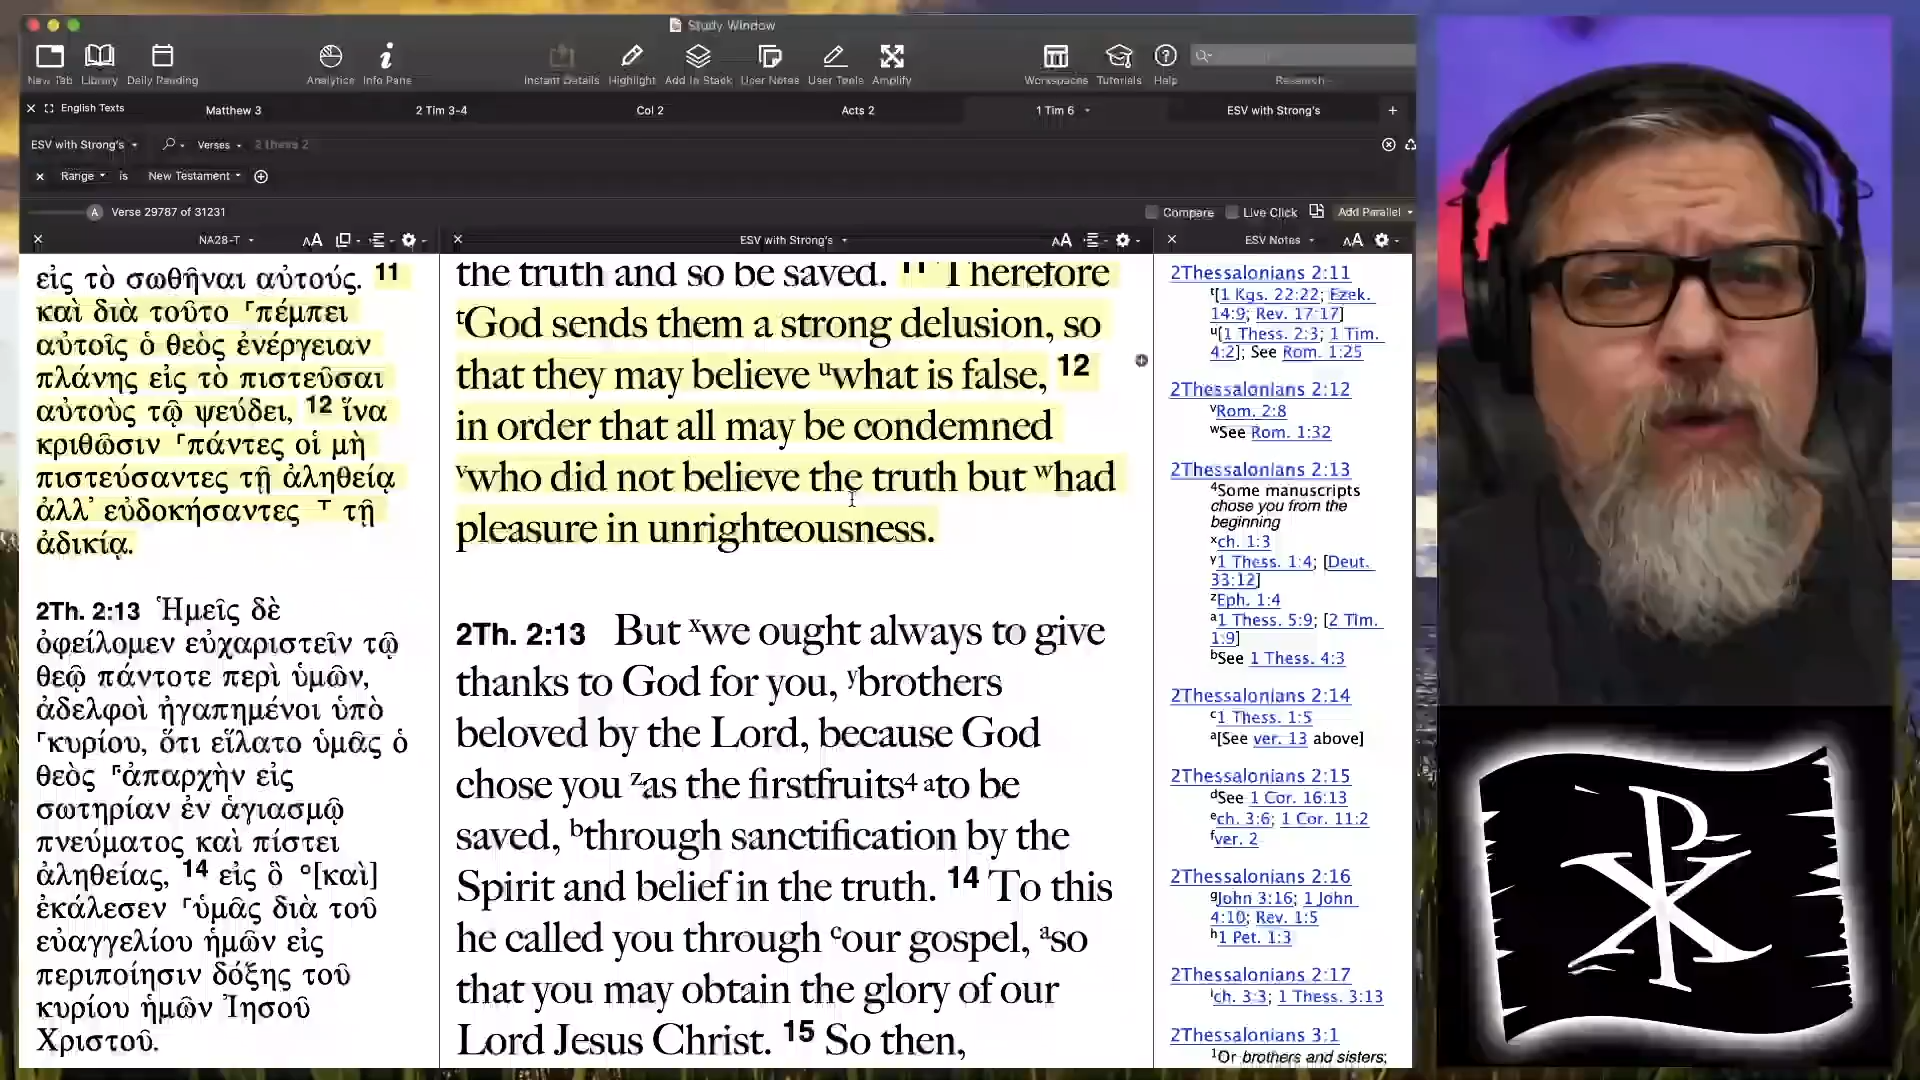 Study Window
New Tab Library Daily Reading Analytics Info Pane Instant Details Highlight Add to Stack User Notes User Tools Amplify Workspaces Tutorials Help Research
English Texts Matthew 3 2 Tim 3-4 Col 2 Acts 2 1 Tim 6 ESV with Strong's
ESV with Strong's Verses 2 Thess 2
Range is New Testament
A Verse 29787 of 31231 Compare Live Click Add Parallel
NA28-T
εἰς τὸ σωθῆναι αὐτούς. 11
καὶ διὰ τοῦτο ⸀πέμπει
αὐτοῖς ὁ θεὸς ἐνέργειαν
πλάνης εἰς τὸ πιστεῦσαι
αὐτοὺς τῷ ψεύδει, 12 ἵνα
κριθῶσιν ⸀πάντες οἱ μὴ
πιστεύσαντες τῇ ἀληθείᾳ
ἀλλ’ εὐδοκήσαντες ⸆ τῇ
ἀδικίᾳ.
2Th. 2:13 Ἡμεῖς δὲ
ὀφείλομεν εὐχαριστεῖν τῷ
θεῷ πάντοτε περὶ ὑμῶν,
ἀδελφοὶ ἠγαπημένοι ὑπὸ
⸀κυρίου, ὅτι εἵλατο ὑμᾶς ὁ
θεὸς ⸀ἀπαρχὴν εἰς
σωτηρίαν ἐν ἁγιασμῷ
πνεύματος καὶ πίστει
ἀληθείας, 14 εἰς ὃ °[καὶ]
ἐκάλεσεν ⸀ὑμᾶς διὰ τοῦ
εὐαγγελίου ἡμῶν εἰς
περιποίησιν δόξης τοῦ
κυρίου ἡμῶν Ἰησοῦ
Χριστοῦ.
ESV with Strong's
the truth and so be saved. 11 Therefore
tGod sends them a strong delusion, so
that they may believe uwhat is false, 12
in order that all may be condemned
vwho did not believe the truth but whad
pleasure in unrighteousness.
2Th. 2:13 But xwe ought always to give
thanks to God for you, ybrothers
beloved by the Lord, because God
chose you zas the firstfruits4 ato be
saved, bthrough sanctification by the
Spirit and belief in the truth. 14 To this
he called you through cour gospel, aso
that you may obtain the glory of our
Lord Jesus Christ. 15 So then,
ESV Notes
2Thessalonians 2:11
t[1 Kgs. 22:22; Ezek.
14:9; Rev. 17:17]
u[1 Thess. 2:3; 1 Tim.
4:2]; See Rom. 1:25
2Thessalonians 2:12
vRom. 2:8
wSee Rom. 1:32
2Thessalonians 2:13
4Some manuscripts
chose you from the
beginning
xch. 1:3
y1 Thess. 1:4; [Deut.
33:12]
zEph. 1:4
a1 Thess. 5:9; [2 Tim.
1:9]
bSee 1 Thess. 4:3
2Thessalonians 2:14
c1 Thess. 1:5
a[See ver. 13 above]
2Thessalonians 2:15
dSee 1 Cor. 16:13
ech. 3:6; 1 Cor. 11:2
fver. 2
2Thessalonians 2:16
gJohn 3:16; 1 John
4:10; Rev. 1:5
h1 Pet. 1:3
2Thessalonians 2:17
ich. 3:3; 1 Thess. 3:13
2Thessalonians 3:1
1Or brothers and sisters;